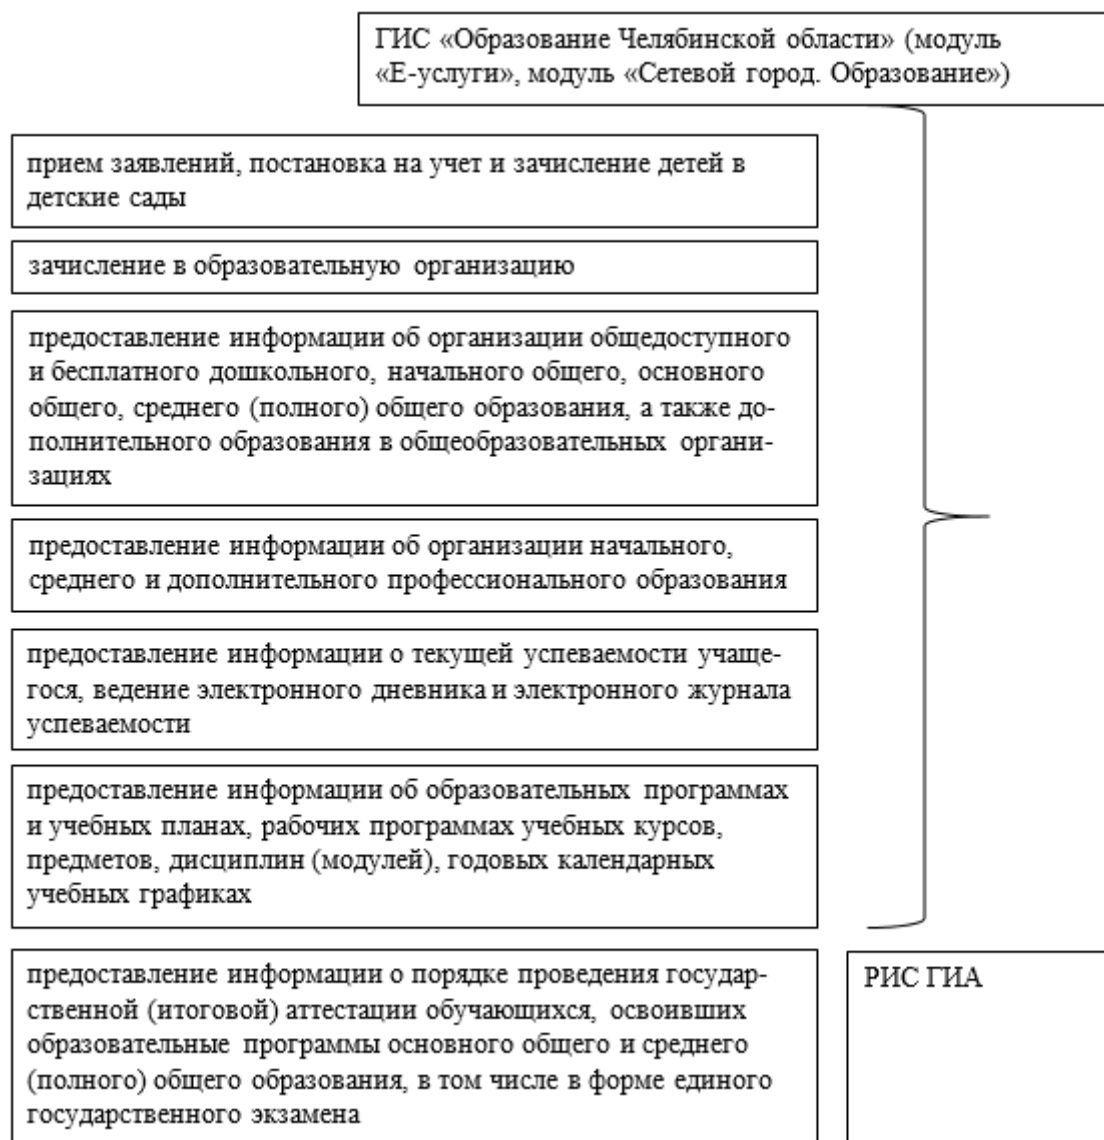 ГИС «Образование Челябинской области» (модуль
«Е-услуги», модуль «Сетевой город. Образование»)
прием заявлений, постановка на учет и зачисление детей в
детские сады
зачисление в образовательную организацию
предоставление информации об организации общедоступного
и бесплатного дошкольного, начального общего, основного
общего, среднего (полного) общего образования, а также до-
полнительного образования в общеобразовательных органи-
зациях
предоставление информации об организации начального,
среднего и дополнительного профессионального образования
предоставление информации о текущей успеваемости учаще-
гося, ведение электронного дневника и электронного журнала
успеваемости
предоставление информации об образовательных программах
и учебных планах, рабочих программах учебных курсов,
предметов, дисциплин (модулей), годовых календарных
учебных графиках
предоставление информации о порядке проведения государ-
ственной (итоговой) аттестации обучающихся, освоивших
образовательные программы основного общего и среднего
(полного) общего образования, в том числе в форме единого
государственного экзамена
РИС ГИА